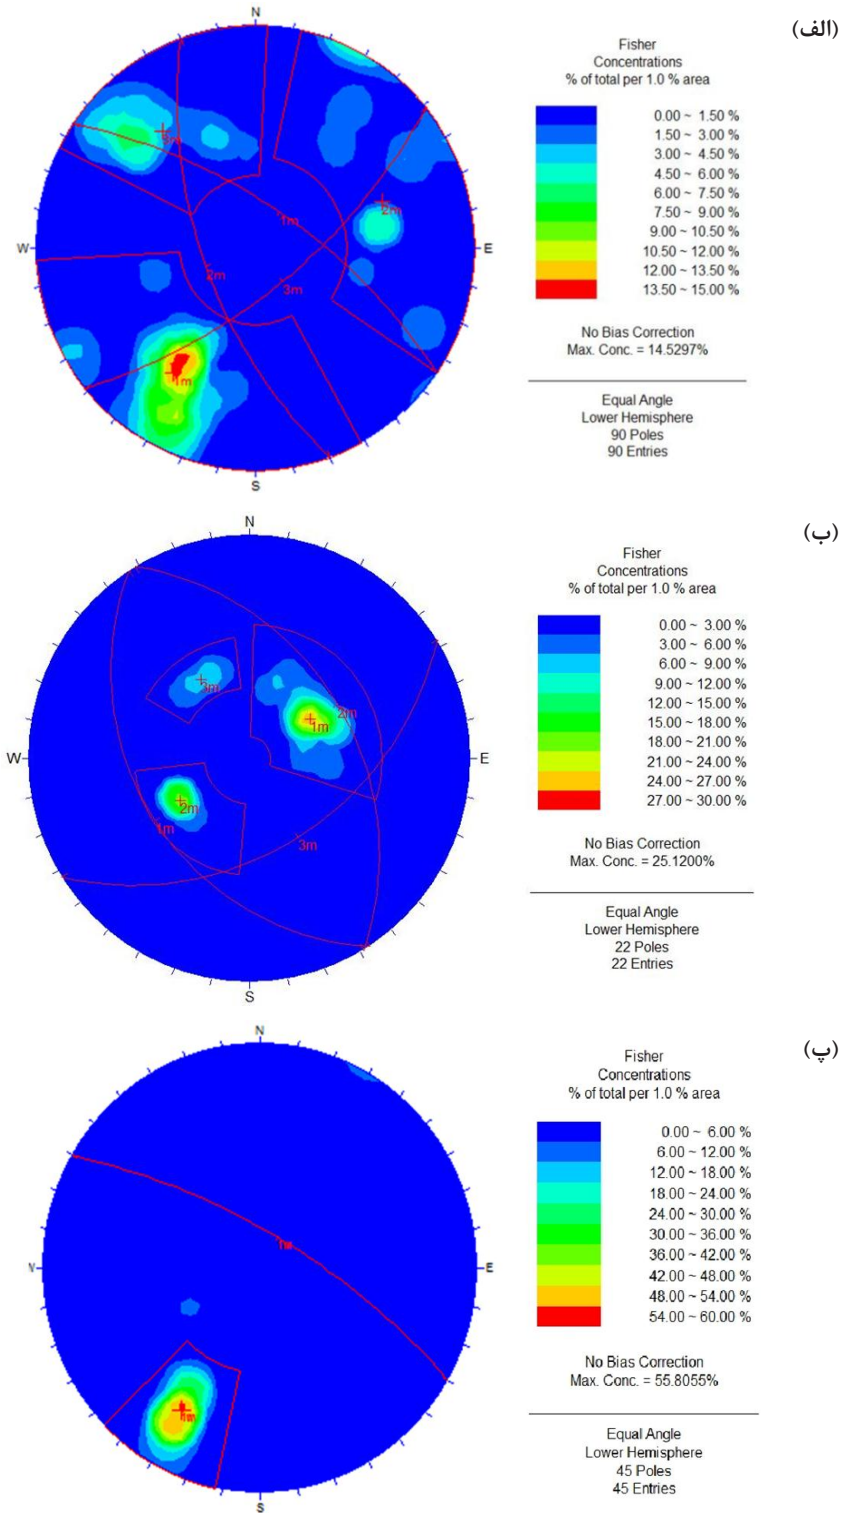 (الف)
N
W
E
S
1m
2m
3m
1m
2m
3m
Fisher
Concentrations
% of total per 1.0 % area
0.00 ~ 1.50 %
1.50 ~ 3.00 %
3.00 ~ 4.50 %
4.50 ~ 6.00 %
6.00 ~ 7.50 %
7.50 ~ 9.00 %
9.00 ~ 10.50 %
10.50 ~ 12.00 %
12.00 ~ 13.50 %
13.50 ~ 15.00 %
No Bias Correction
Max. Conc. = 14.5297%
Equal Angle
Lower Hemisphere
90 Poles
90 Entries
(ب)
N
W
E
S
3m
2m
1m
2m
1m
3m
Fisher
Concentrations
% of total per 1.0 % area
0.00 ~ 3.00 %
3.00 ~ 6.00 %
6.00 ~ 9.00 %
9.00 ~ 12.00 %
12.00 ~ 15.00 %
15.00 ~ 18.00 %
18.00 ~ 21.00 %
21.00 ~ 24.00 %
24.00 ~ 27.00 %
27.00 ~ 30.00 %
No Bias Correction
Max. Conc. = 25.1200%
Equal Angle
Lower Hemisphere
22 Poles
22 Entries
(پ)
N
W
E
S
1m
1m
Fisher
Concentrations
% of total per 1.0 % area
0.00 ~ 6.00 %
6.00 ~ 12.00 %
12.00 ~ 18.00 %
18.00 ~ 24.00 %
24.00 ~ 30.00 %
30.00 ~ 36.00 %
36.00 ~ 42.00 %
42.00 ~ 48.00 %
48.00 ~ 54.00 %
54.00 ~ 60.00 %
No Bias Correction
Max. Conc. = 55.8055%
Equal Angle
Lower Hemisphere
45 Poles
45 Entries